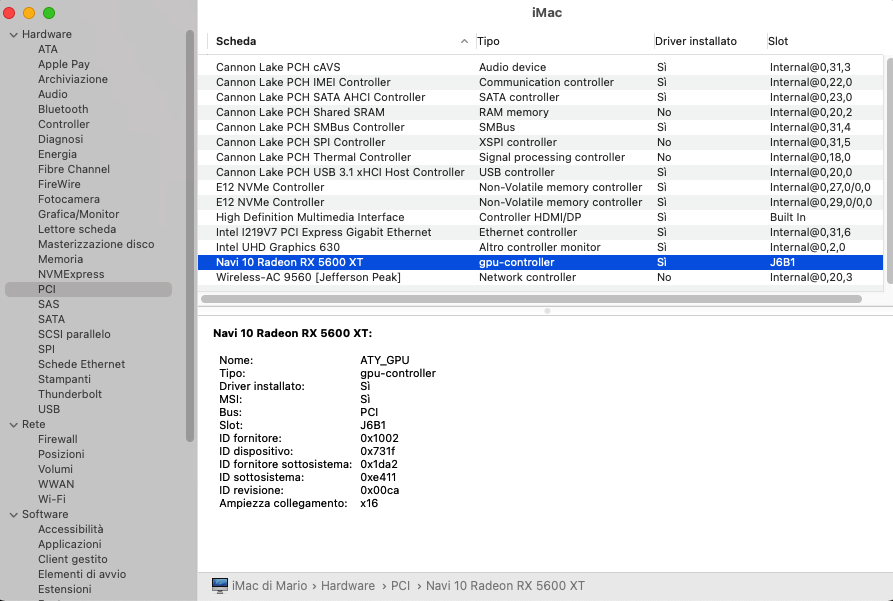 iMac
Hardware
ATA
Apple Pay
Archiviazione
Audio
Bluetooth
Controller
Diagnosi
Energia
Fibre Channel
FireWire
Fotocamera
Grafica/Monitor
Lettore scheda
Masterizzazione disco
Memoria
NVMExpress
PCI
SAS
SATA
SCSI parallelo
SPI
Schede Ethernet
Stampanti
Thunderbolt
USB
Rete
Firewall
Posizioni
Volumi
WWAN
Wi-Fi
Software
Accessibilità
Applicazioni
Client gestito
Elementi di avvio
Estensioni
Scheda Tipo Driver installato Slot
Cannon Lake PCH cAVS Audio device Sì Internal@0,31,3
Cannon Lake PCH IMEI Controller Communication controller Sì Internal@0,22,0
Cannon Lake PCH SATA AHCI Controller SATA controller Sì Internal@0,23,0
Cannon Lake PCH Shared SRAM RAM memory No Internal@0,20,2
Cannon Lake PCH SMBus Controller SMBus Sì Internal@0,31,4
Cannon Lake PCH SPI Controller XSPI controller No Internal@0,31,5
Cannon Lake PCH Thermal Controller Signal processing controller No Internal@0,18,0
Cannon Lake PCH USB 3.1 xHCI Host Controller USB controller Sì Internal@0,20,0
E12 NVMe Controller Non-Volatile memory controller Sì Internal@0,27,0/0,0
E12 NVMe Controller Non-Volatile memory controller Sì Internal@0,29,0/0,0
High Definition Multimedia Interface Controller HDMI/DP Sì Built In
Intel I219V7 PCI Express Gigabit Ethernet Ethernet controller Sì Internal@0,31,6
Intel UHD Graphics 630 Altro controller monitor Sì Internal@0,2,0
Navi 10 Radeon RX 5600 XT gpu-controller Sì J6B1
Wireless-AC 9560 [Jefferson Peak] Network controller No Internal@0,20,3
Navi 10 Radeon RX 5600 XT:
Nome: ATY_GPU
Tipo: gpu-controller
Driver installato: Sì
MSI: Sì
Bus: PCI
Slot: J6B1
ID fornitore: 0x1002
ID dispositivo: 0x731f
ID fornitore sottosistema: 0x1da2
ID sottosistema: 0xe411
ID revisione: 0x00ca
Ampiezza collegamento: x16
iMac di Mario › Hardware › PCI › Navi 10 Radeon RX 5600 XT